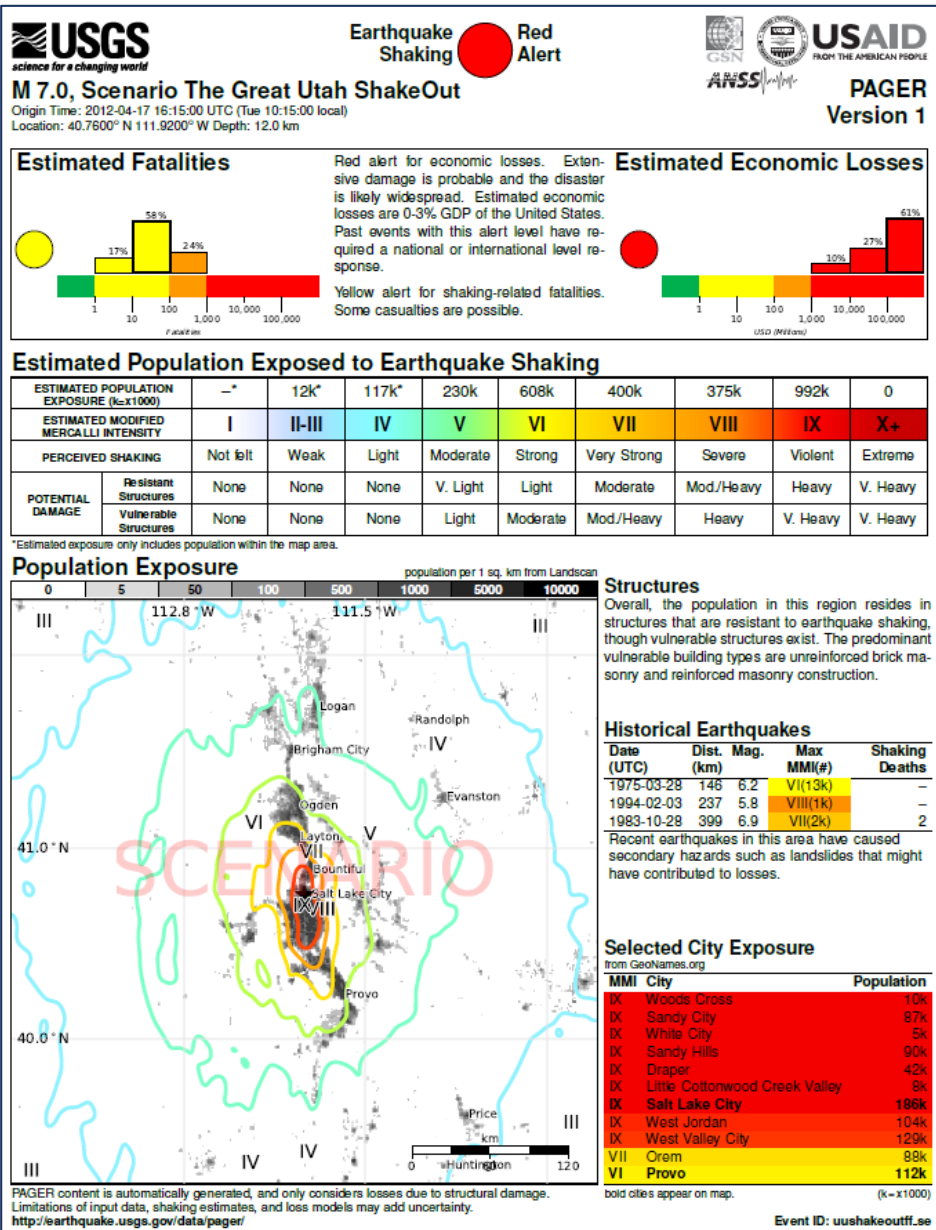 USGS
science for a changing world
Earthquake Shaking Red Alert
GSN
USAID
FROM THE AMERICAN PEOPLE
ANSS
M 7.0, Scenario The Great Utah ShakeOut
Origin Time: 2012-04-17 16:15:00 UTC (Tue 10:15:00 local)
Location: 40.7600° N 111.9200° W Depth: 12.0 km
PAGER
Version 1
Estimated Fatalities
17% 58% 24%
1 10 100 1,000 10,000 100,000
Fatalities
Red alert for economic losses. Exten-
sive damage is probable and the disaster
is likely widespread. Estimated economic
losses are 0-3% GDP of the United States.
Past events with this alert level have re-
quired a national or international level re-
sponse.
Yellow alert for shaking-related fatalities.
Some casualties are possible.
Estimated Economic Losses
10% 27% 61%
1 10 100 1,000 10,000 100,000
USD (Millions)
Estimated Population Exposed to Earthquake Shaking
ESTIMATED POPULATION EXPOSURE (k=x1000) –* 12k* 117k* 230k 608k 400k 375k 992k 0
ESTIMATED MODIFIED MERCALLI INTENSITY I II-III IV V VI VII VIII IX X+
PERCEIVED SHAKING Not felt Weak Light Moderate Strong Very Strong Severe Violent Extreme
POTENTIAL DAMAGE
Resistant Structures None None None V. Light Light Moderate Mod./Heavy Heavy V. Heavy
Vulnerable Structures None None None Light Moderate Mod./Heavy Heavy V. Heavy V. Heavy
*Estimated exposure only includes population within the map area.
Population Exposure
population per 1 sq. km from Landscan
0 5 50 100 500 1000 5000 10000
112.8°W 111.5°W
III III
Logan
Randolph
IV
Brigham City
Evanston
Ogden
VI V
Layton
41.0°N
VII
Bountiful
SCENARIO
Salt Lake City
IX VIII
Provo
40.0°N
Price
III
km
IV IV
III
Huntington
0 60 120
Structures
Overall, the population in this region resides in
structures that are resistant to earthquake shaking,
though vulnerable structures exist. The predominant
vulnerable building types are unreinforced brick ma-
sonry and reinforced masonry construction.
Historical Earthquakes
Date (UTC) Dist. (km) Mag. Max MMI(#) Shaking Deaths
1975-03-28 146 6.2 VI(13k) –
1994-02-03 237 5.8 VIII(1k) –
1983-10-28 399 6.9 VII(2k) 2
Recent earthquakes in this area have caused
secondary hazards such as landslides that might
have contributed to losses.
Selected City Exposure
from GeoNames.org
MMI City Population
IX Woods Cross 10k
IX Sandy City 87k
IX White City 5k
IX Sandy Hills 90k
IX Draper 42k
IX Little Cottonwood Creek Valley 8k
IX Salt Lake City 186k
IX West Jordan 104k
IX West Valley City 129k
VII Orem 88k
VI Provo 112k
bold cities appear on map. (k=x1000)
PAGER content is automatically generated, and only considers losses due to structural damage.
Limitations of input data, shaking estimates, and loss models may add uncertainty.
http://earthquake.usgs.gov/data/pager/
Event ID: uushakeoutff_se